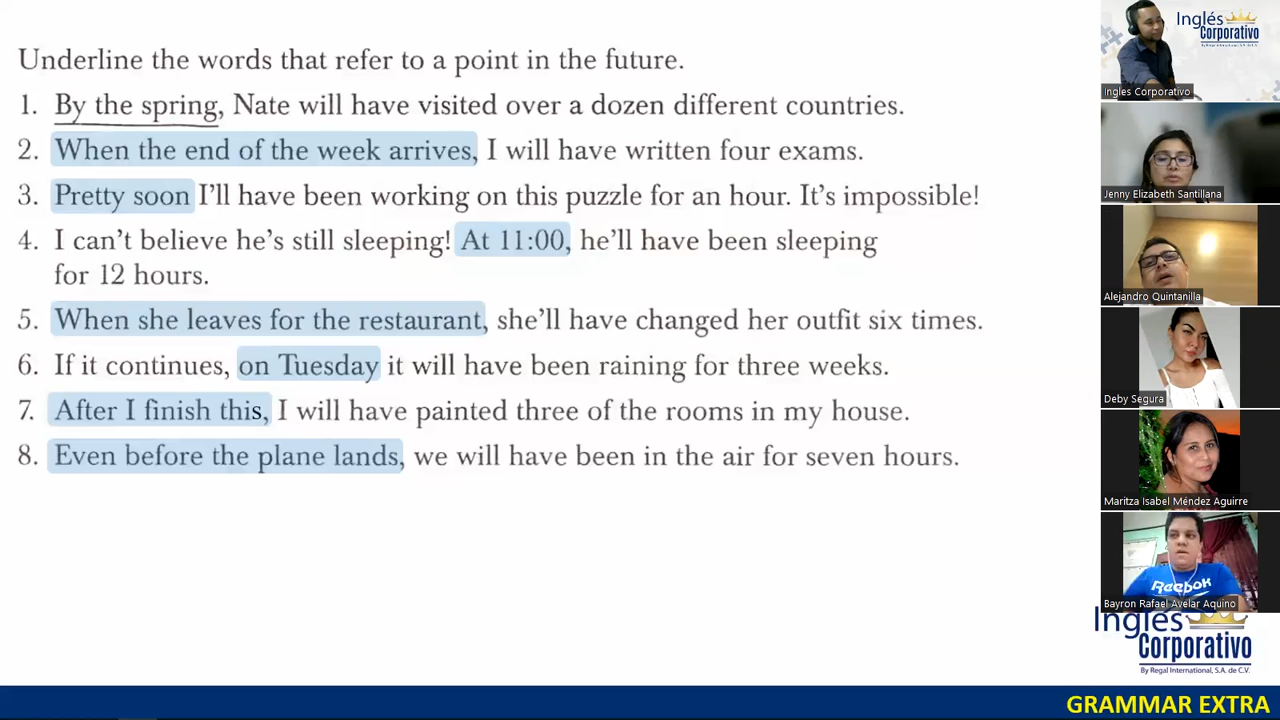 Underline the words that refer to a point in the future.
1. By the spring, Nate will have visited over a dozen different countries.
2. When the end of the week arrives, I will have written four exams.
3. Pretty soon I'll have been working on this puzzle for an hour. It's impossible!
4. I can't believe he's still sleeping! At 11:00, he'll have been sleeping
for 12 hours.
5. When she leaves for the restaurant, she'll have changed her outfit six times.
6. If it continues, on Tuesday it will have been raining for three weeks.
7. After I finish this, I will have painted three of the rooms in my house.
8. Even before the plane lands, we will have been in the air for seven hours.
Inglés
Corporativo
By Regal International, S.A. de C.V.
Ingles Corporativo
Jenny Elizabeth Santillana
Alejandro Quintanilla
Deby Segura
Maritza Isabel Méndez Aguirre
Reebok
Bayron Rafael Avelar Aquino
Inglés
Corporativo
By Regal International, S.A. de C.V.
GRAMMAR EXTRA